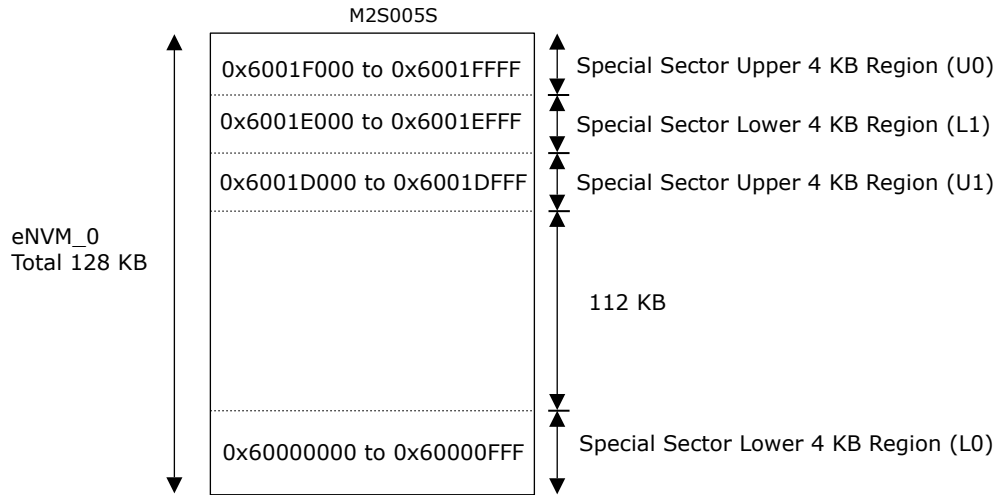 M2S005S
0x6001F000 to 0x6001FFFF
Special Sector Upper 4 KB Region (U0)
0x6001E000 to 0x6001EFFF
Special Sector Lower 4 KB Region (L1)
0x6001D000 to 0x6001DFFF
Special Sector Upper 4 KB Region (U1)
eNVM_0
Total 128 KB
112 KB
0x60000000 to 0x60000FFF
Special Sector Lower 4 KB Region (L0)